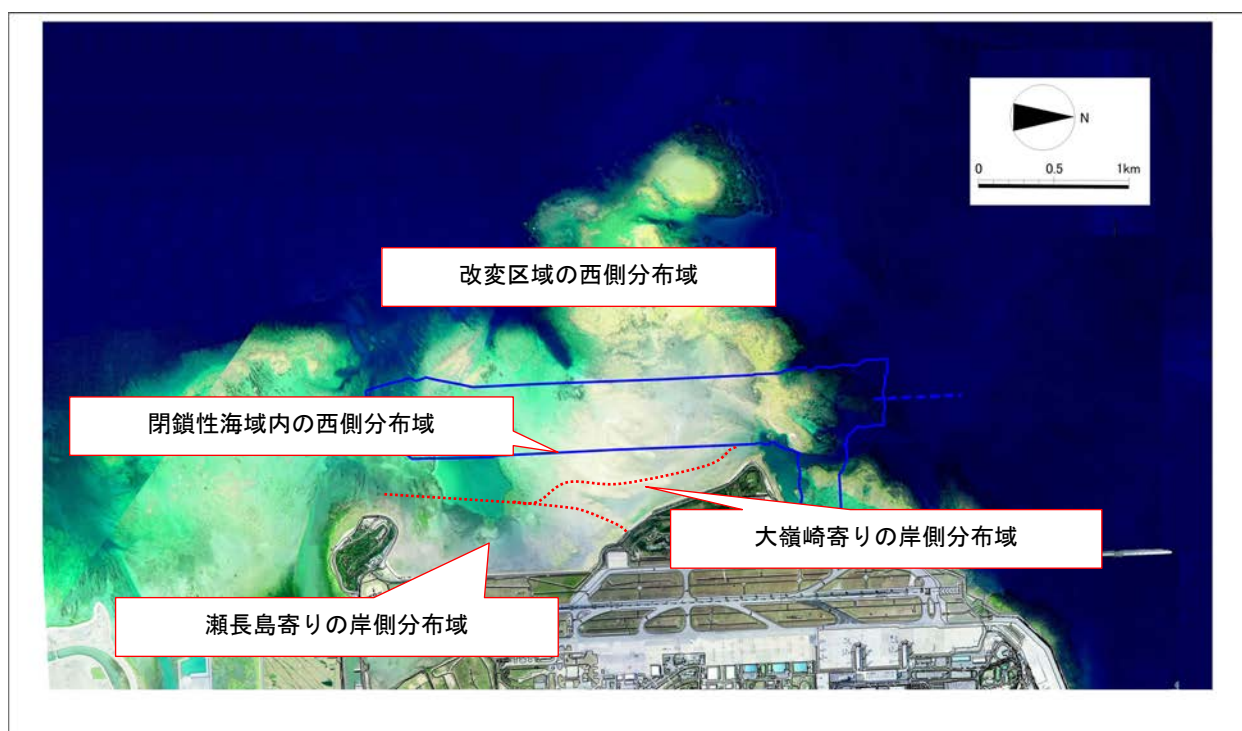 N
0 0.5 1km
改変区域の西側分布域
閉鎖性海域内の西側分布域
大嶺崎寄りの岸側分布域
瀬長島寄りの岸側分布域